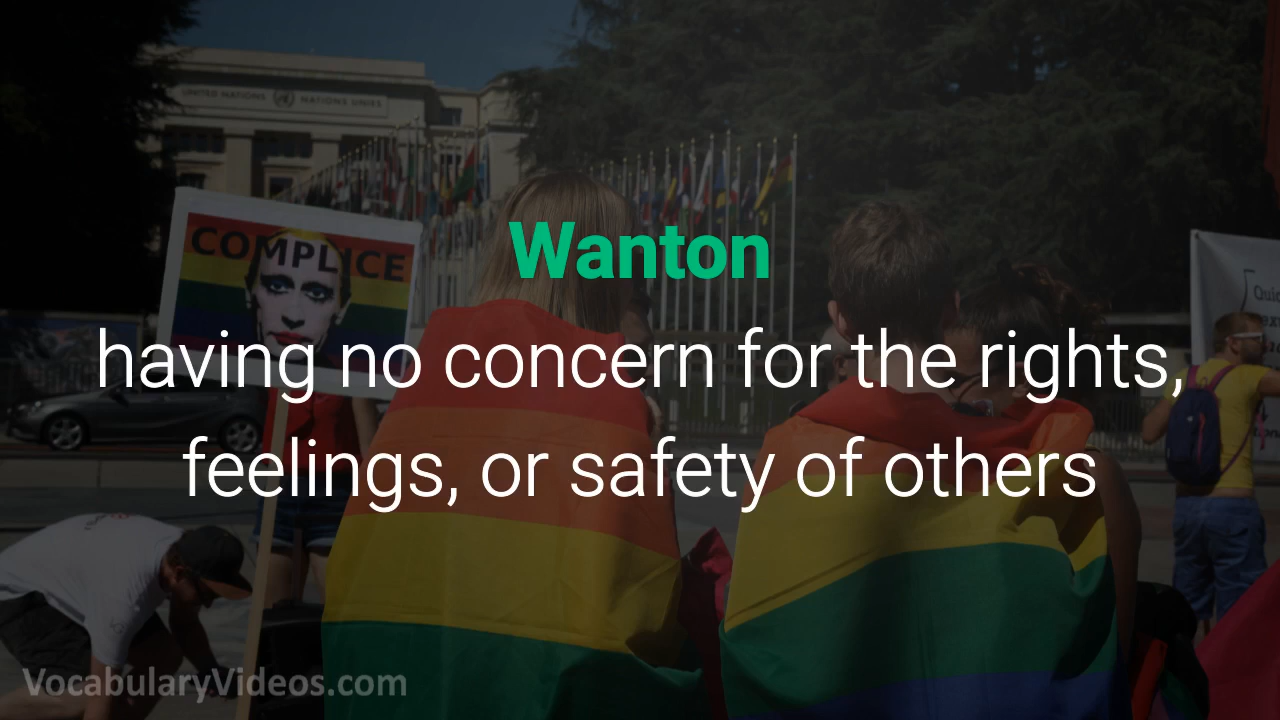 UNITED NATIONS NATIONS UNIES
COMPLICE
Wanton
having no concern for the rights,
feelings, or safety of others
VocabularyVideos.com